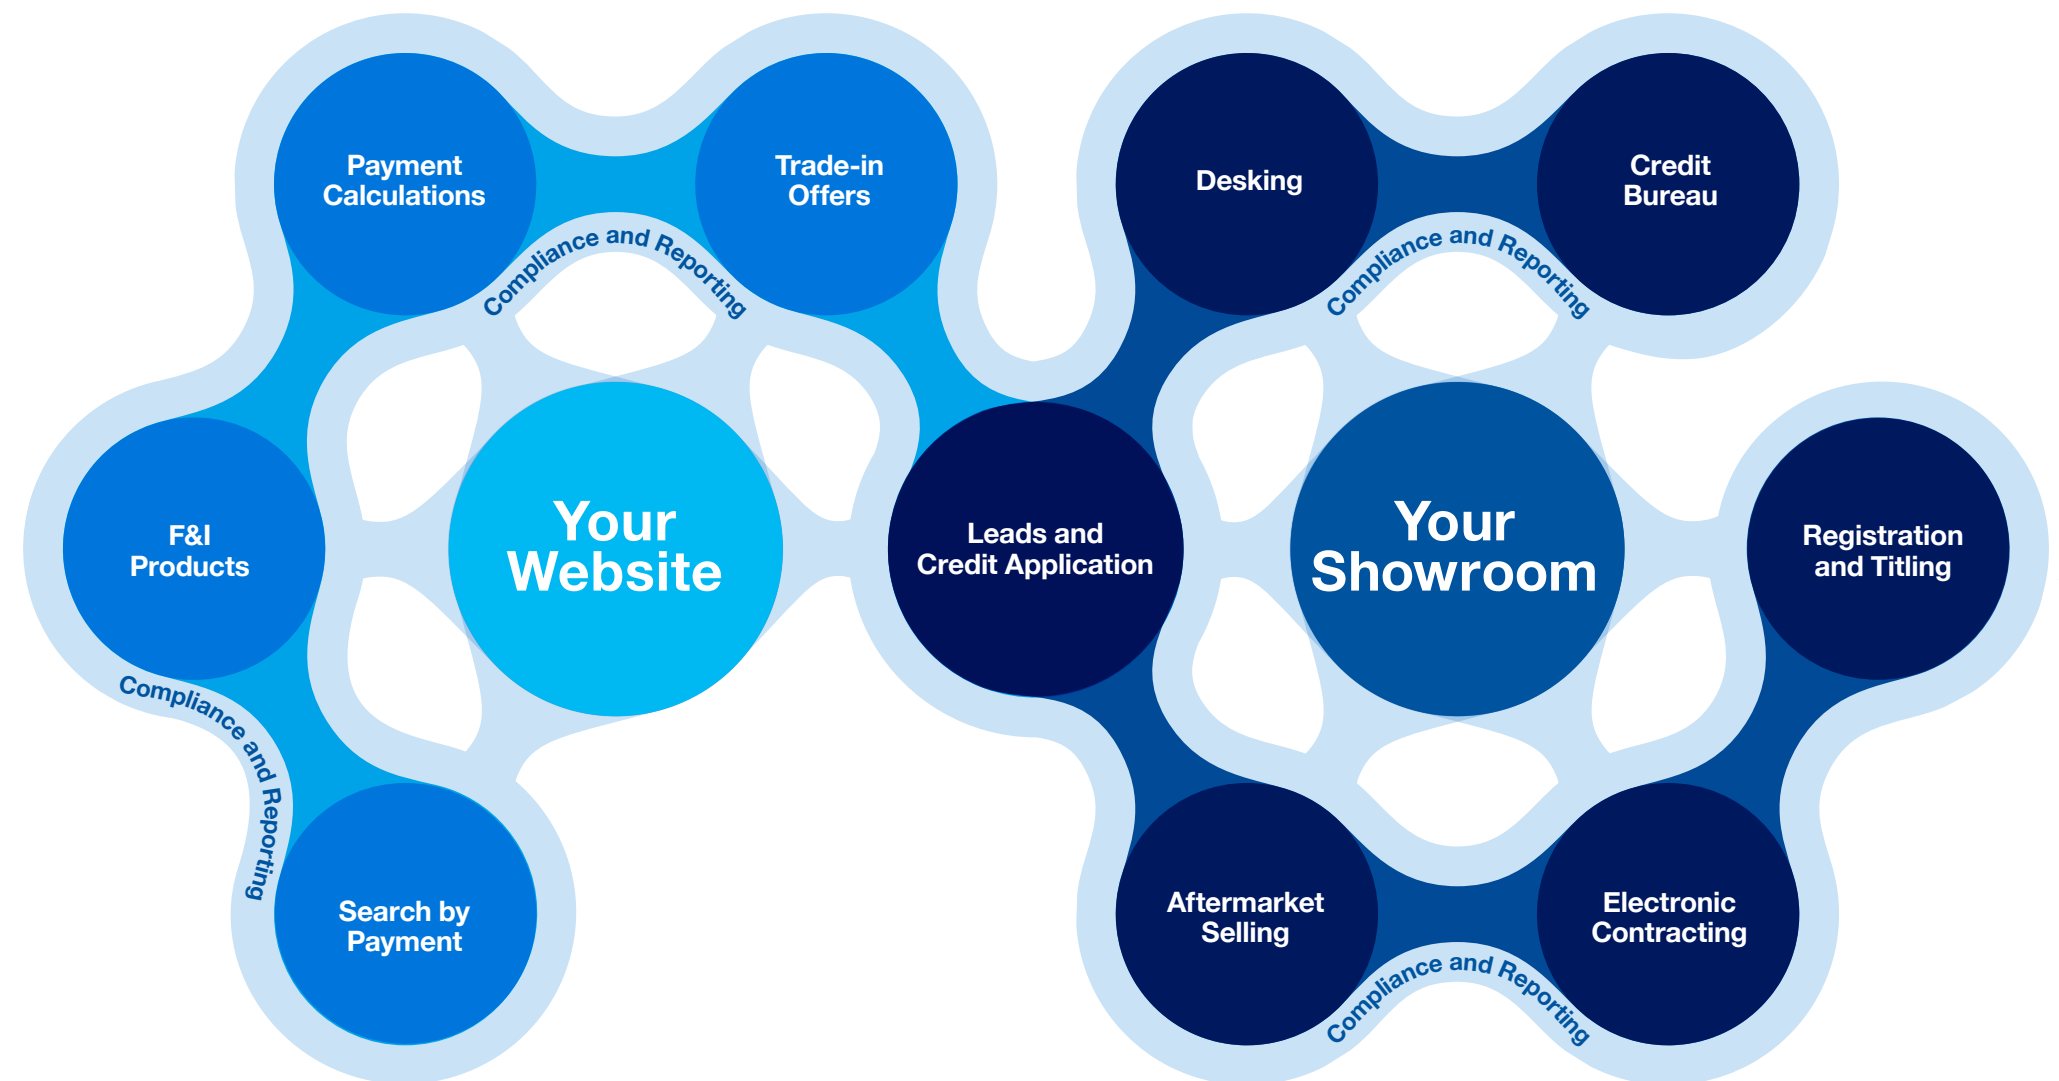 Payment
Calculations
Trade-in
Offers
Desking
Credit
Bureau
Compliance and Reporting
Compliance and Reporting
F&I
Products
Your
Website
Leads and
Credit Application
Your
Showroom
Registration
and Titling
Compliance and Reporting
Search by
Payment
Aftermarket
Selling
Electronic
Contracting
Compliance and Reporting